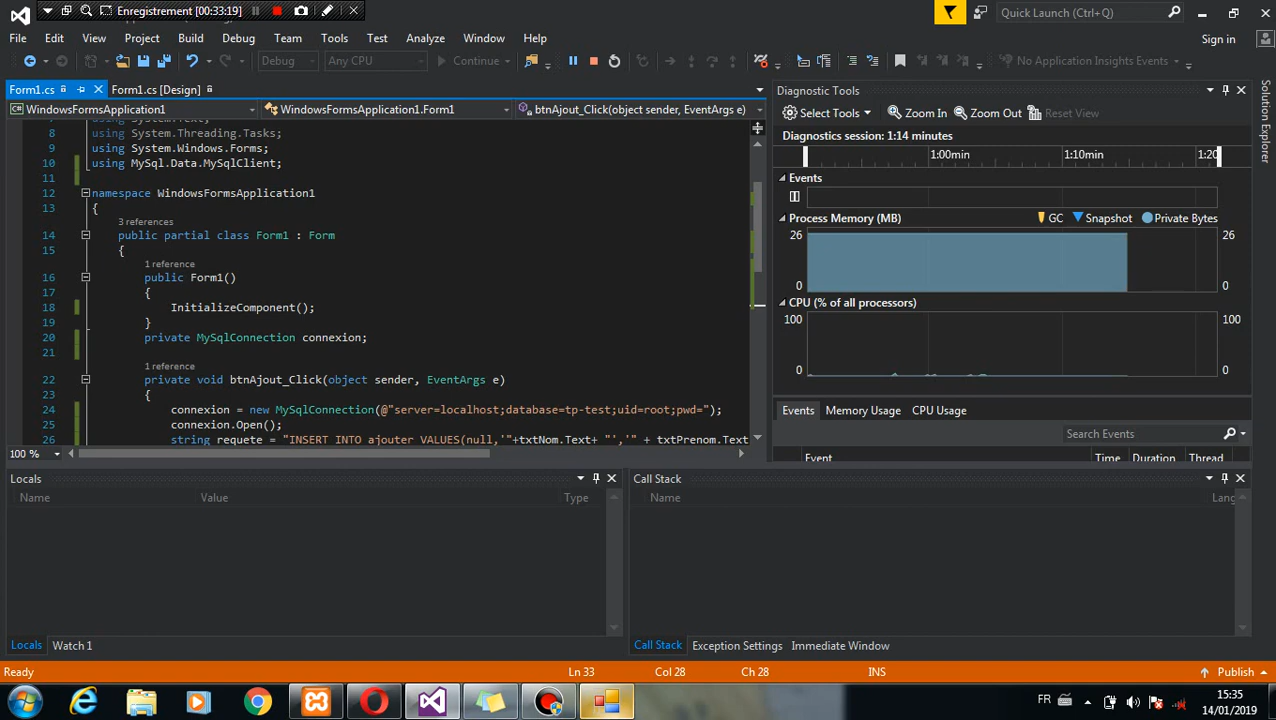 Enregistrement [00:33:19]
Quick Launch (Ctrl+Q)
File Edit View Project Build Debug Team Tools Test Analyze Window Help
Sign in
Debug Any CPU Continue No Application Insights Events
Form1.cs Form1.cs [Design]
WindowsFormsApplication1 WindowsFormsApplication1.Form1 btnAjout_Click(object sender, EventArgs e)
7 using System.Text;
8 using System.Threading.Tasks;
9 using System.Windows.Forms;
10 using MySql.Data.MySqlClient;
11
12 namespace WindowsFormsApplication1
13 {
3 references
14 public partial class Form1 : Form
15 {
1 reference
16 public Form1()
17 {
18 InitializeComponent();
19 }
20 private MySqlConnection connexion;
21
1 reference
22 private void btnAjout_Click(object sender, EventArgs e)
23 {
24 connexion = new MySqlConnection(@"server=localhost;database=tp-test;uid=root;pwd=");
25 connexion.Open();
26 string requete = "INSERT INTO ajouter VALUES(null,'"+txtNom.Text+ "','" + txtPrenom.Text
100 %
Diagnostic Tools
Select Tools Zoom In Zoom Out Reset View
Diagnostics session: 1:14 minutes
1:00min 1:10min 1:20
Events
Process Memory (MB) GC Snapshot Private Bytes
26 26
0 0
CPU (% of all processors)
100 100
0 0
Events Memory Usage CPU Usage
Search Events
Event Time Duration Thread
Solution Explorer
Locals
Name Value Type
Locals Watch 1
Call Stack
Name Lang
Call Stack Exception Settings Immediate Window
Ready Ln 33 Col 28 Ch 28 INS Publish
FR 15:35
14/01/2019